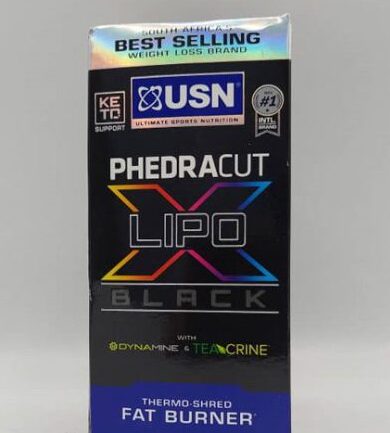 SOUTH AFRICA'S
BEST SELLING
WEIGHT LOSS BRAND
KETO
SUPPORT
USN
ULTIMATE SPORTS NUTRITION
#1
INTL.
BRAND
PHEDRACUT
LIPO X
BLACK
WITH
DYNAMINE & TEACRINE
THERMO-SHRED
FAT BURNER